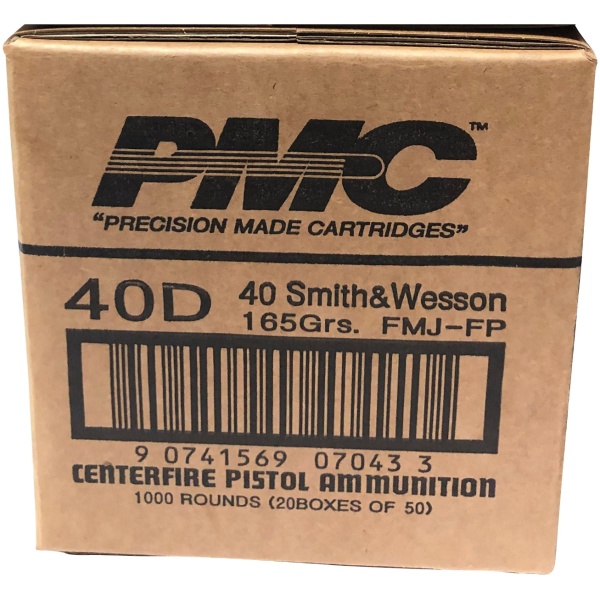 PMC™
"PRECISION MADE CARTRIDGES"
40D 40 Smith&Wesson
165Grs. FMJ-FP
9 0741569 07043 3
CENTERFIRE PISTOL AMMUNITION
1000 ROUNDS (20BOXES OF 50)